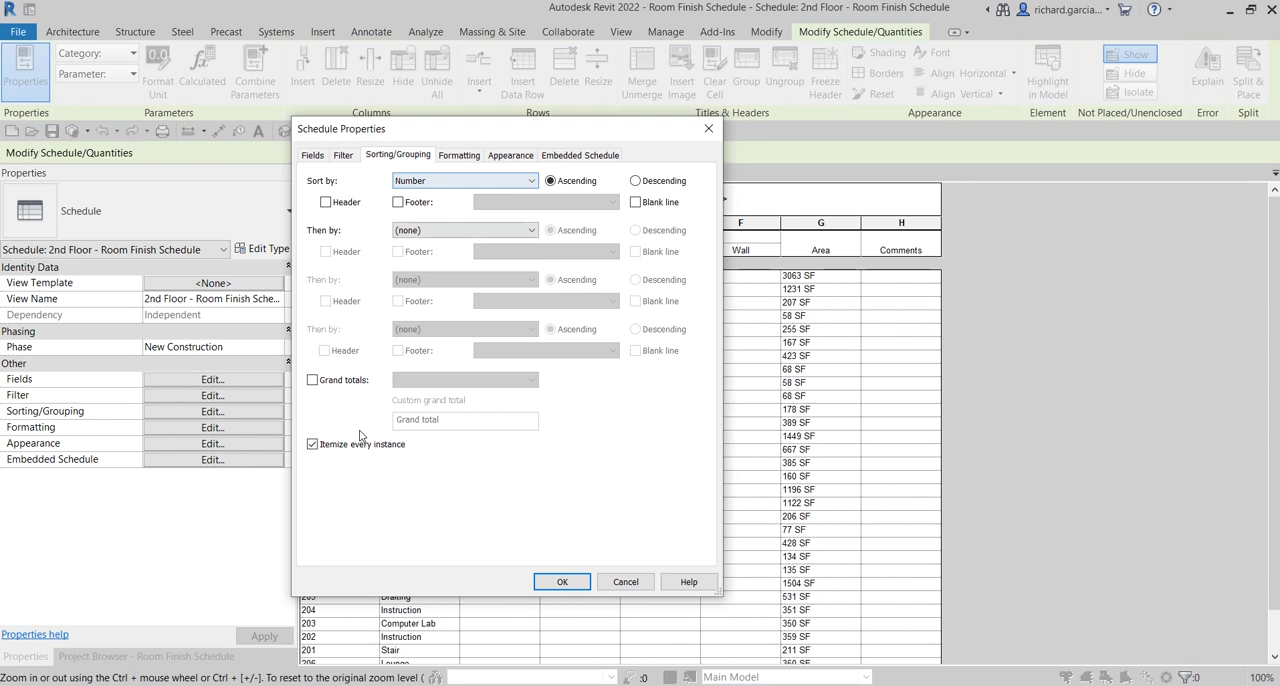 Autodesk Revit 2022 - Room Finish Schedule - Schedule: 2nd Floor - Room Finish Schedule
richard.garcia...
File Architecture Structure Steel Precast Systems Insert Annotate Analyze Massing & Site Collaborate View Manage Add-Ins Modify Modify Schedule/Quantities
Properties
Category:
Parameter:
Format Unit
Calculated
Combine Parameters
Insert Delete Resize Hide Unhide All
Insert
Insert Data Row
Delete Resize
Merge Unmerge
Insert Image
Clear Cell
Group Ungroup
Freeze Header
Shading
Borders
Reset
Font
Align Horizontal
Align Vertical
Highlight in Model
Show
Hide
Isolate
Explain
Split & Place
Properties Parameters Columns Rows Titles & Headers Appearance Element Not Placed/Unenclosed Error Split
Modify Schedule/Quantities
Properties
Schedule
Schedule: 2nd Floor - Room Finish Schedule
Edit Type
Identity Data
View Template <None>
View Name 2nd Floor - Room Finish Sche...
Dependency Independent
Phasing
Phase New Construction
Other
Fields Edit...
Filter Edit...
Sorting/Grouping Edit...
Formatting Edit...
Appearance Edit...
Embedded Schedule Edit...
Properties help
Apply
Properties Project Browser - Room Finish Schedule
Schedule Properties
Fields Filter Sorting/Grouping Formatting Appearance Embedded Schedule
Sort by: Number Ascending Descending
Header Footer: Blank line
Then by: (none) Ascending Descending
Header Footer: Blank line
Then by: (none) Ascending Descending
Header Footer: Blank line
Then by: (none) Ascending Descending
Header Footer: Blank line
Grand totals:
Custom grand total
Grand total
Itemize every instance
OK Cancel Help
>
F G H
Wall Area Comments
3063 SF
1231 SF
207 SF
58 SF
255 SF
167 SF
423 SF
68 SF
58 SF
68 SF
178 SF
389 SF
1449 SF
667 SF
385 SF
160 SF
1196 SF
1122 SF
206 SF
77 SF
428 SF
134 SF
135 SF
1504 SF
205 Drafting 531 SF
204 Instruction 351 SF
203 Computer Lab 350 SF
202 Instruction 359 SF
201 Stair 211 SF
206 Lounge 360 SF
Zoom in or out using the Ctrl + mouse wheel or Ctrl + [+/-]. To reset to the original zoom level (
:0
Main Model
:0
100%